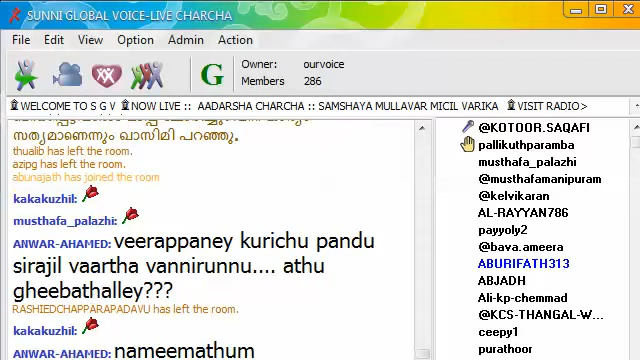 SUNNI GLOBAL VOICE-LIVE CHARCHA
File Edit View Option Admin Action
G
Owner: ourvoice
Members 286
WELCOME TO S G V NOW LIVE :: AADARSHA CHARCHA :: SAMSHAYA MULLAVAR MICIL VARIKA VISIT RADIO>
സത്യമാണെന്നും ഖാസിമി പറഞ്ഞു.
thualib has left the room.
azipg has left the room.
abunajath has joined the room
kakakuzhil:
musthafa_palazhi:
ANWAR-AHAMED: veerappaney kurichu pandu
sirajil vaartha vannirunnu.... athu
gheebathalley???
RASHIEDCHAPPARAPADAVU has left the room.
kakakuzhil:
ANWAR-AHAMED: nameemathum
@KOTOOR.SAQAFI
pallikuthparamba
musthafa_palazhi
@musthafamanipuram
@kelvikaran
AL-RAYYAN786
payyoly2
@bava.ameera
ABURIFATH313
ABJADH
Ali-kp-chemmad
@KCS-THANGAL-W...
ceepy1
purathoor